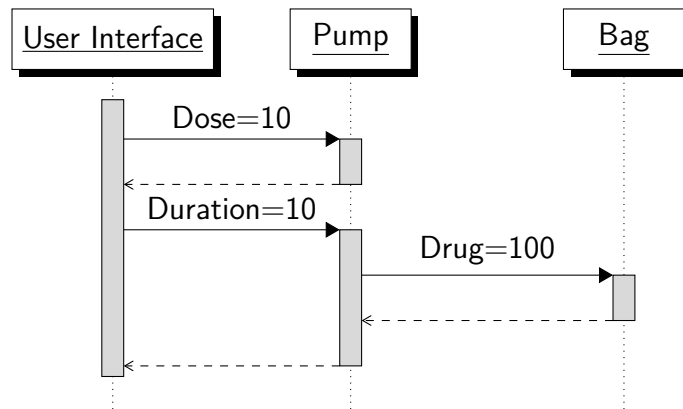 User Interface
Pump
Bag
Dose=10
Duration=10
Drug=100